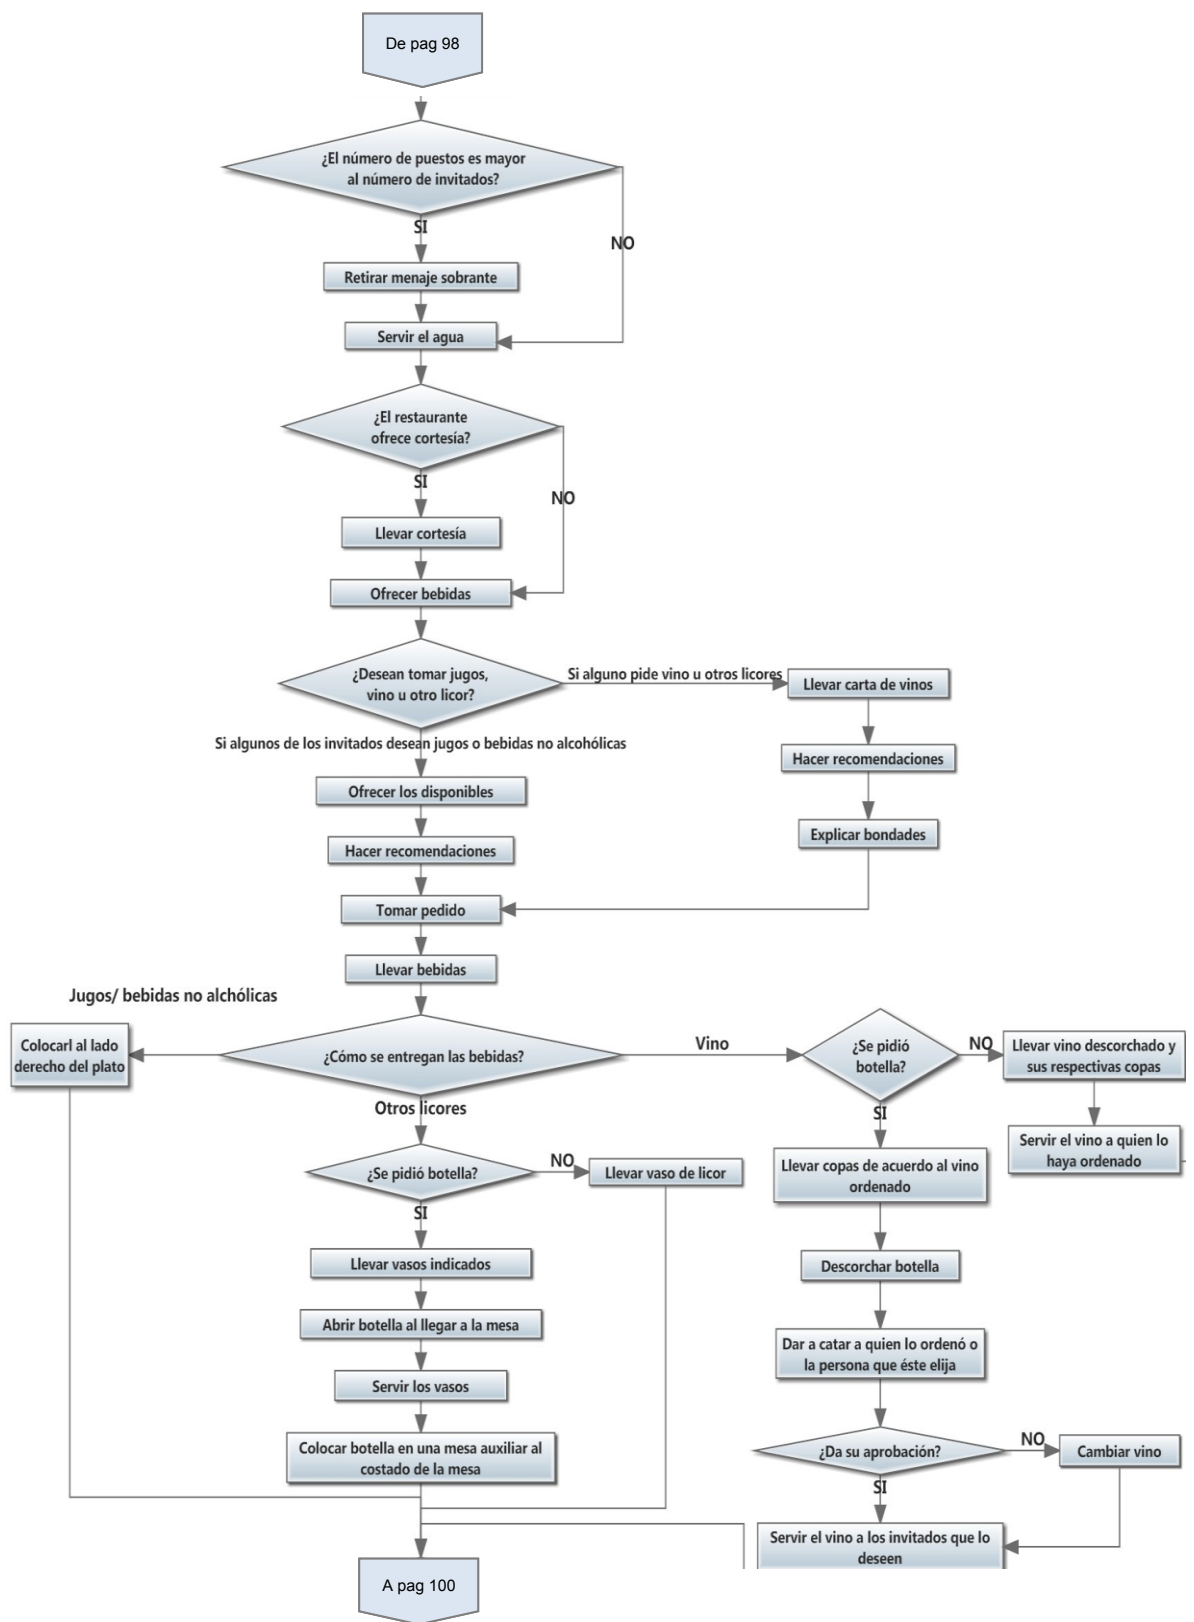 De pag 98
¿El número de puestos es mayor
al número de invitados?
SI
NO
Retirar menaje sobrante
Servir el agua
¿El restaurante
ofrece cortesía?
SI
NO
Llevar cortesía
Ofrecer bebidas
¿Desean tomar jugos,
vino u otro licor?
Si alguno pide vino u otros licores
Llevar carta de vinos
Hacer recomendaciones
Explicar bondades
Si algunos de los invitados desean jugos o bebidas no alcohólicas
Ofrecer los disponibles
Hacer recomendaciones
Tomar pedido
Llevar bebidas
Jugos/ bebidas no alchólicas
Colocarl al lado
derecho del plato
¿Cómo se entregan las bebidas?
Vino
¿Se pidió
botella?
NO
Llevar vino descorchado y
sus respectivas copas
Servir el vino a quien lo
haya ordenado
SI
Llevar copas de acuerdo al vino
ordenado
Descorchar botella
Dar a catar a quien lo ordenó o
la persona que éste elija
¿Da su aprobación?
NO
Cambiar vino
SI
Servir el vino a los invitados que lo
deseen
Otros licores
¿Se pidió botella?
NO
Llevar vaso de licor
SI
Llevar vasos indicados
Abrir botella al llegar a la mesa
Servir los vasos
Colocar botella en una mesa auxiliar al
costado de la mesa
A pag 100